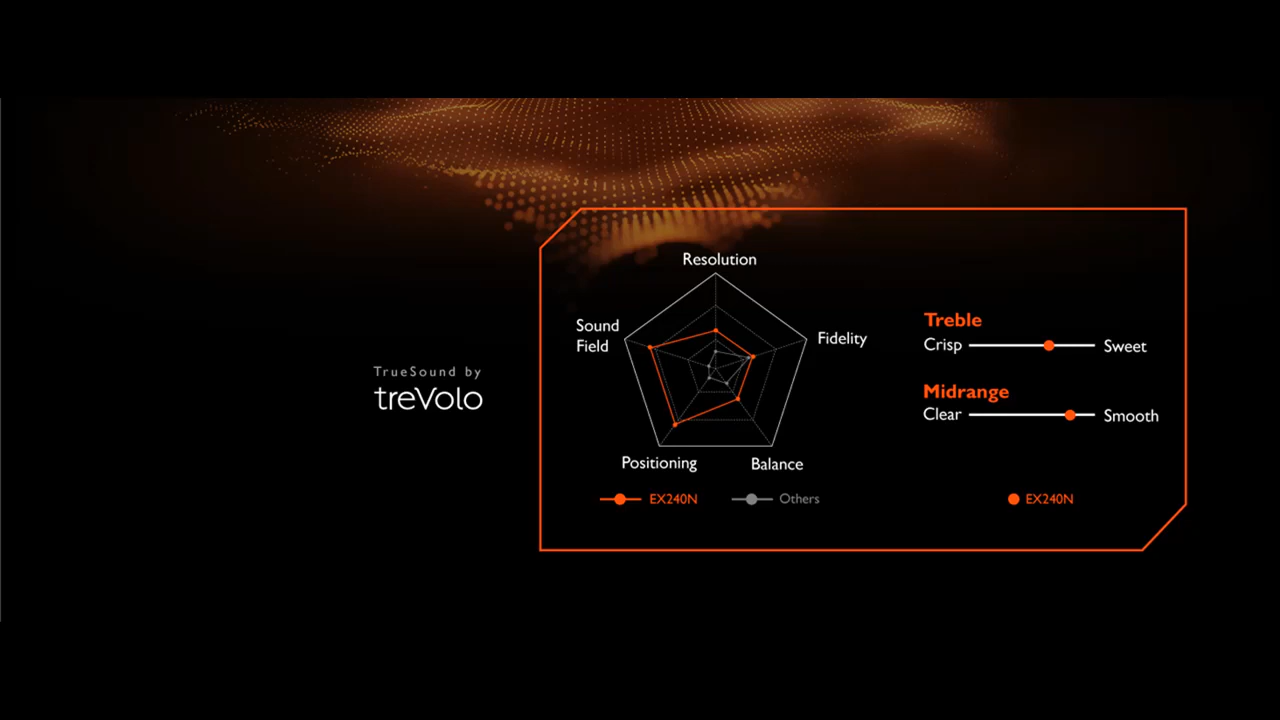 TrueSound by
treVolo
Resolution
Sound
Field
Fidelity
Positioning
Balance
EX240N
Others
Treble
Crisp
Sweet
Midrange
Clear
Smooth
EX240N